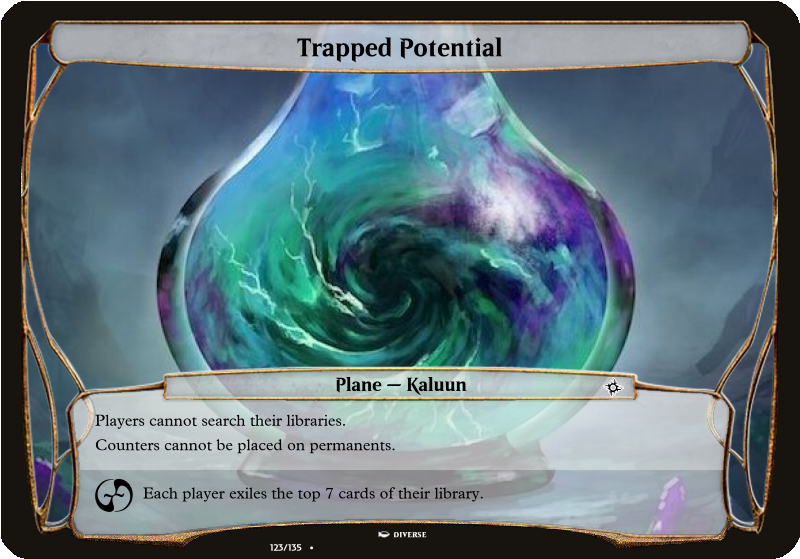 Trapped Potential
Plane — Kaluun
Players cannot search their libraries.
Counters cannot be placed on permanents.
Each player exiles the top 7 cards of their library.
DIVERSE
123/135 •